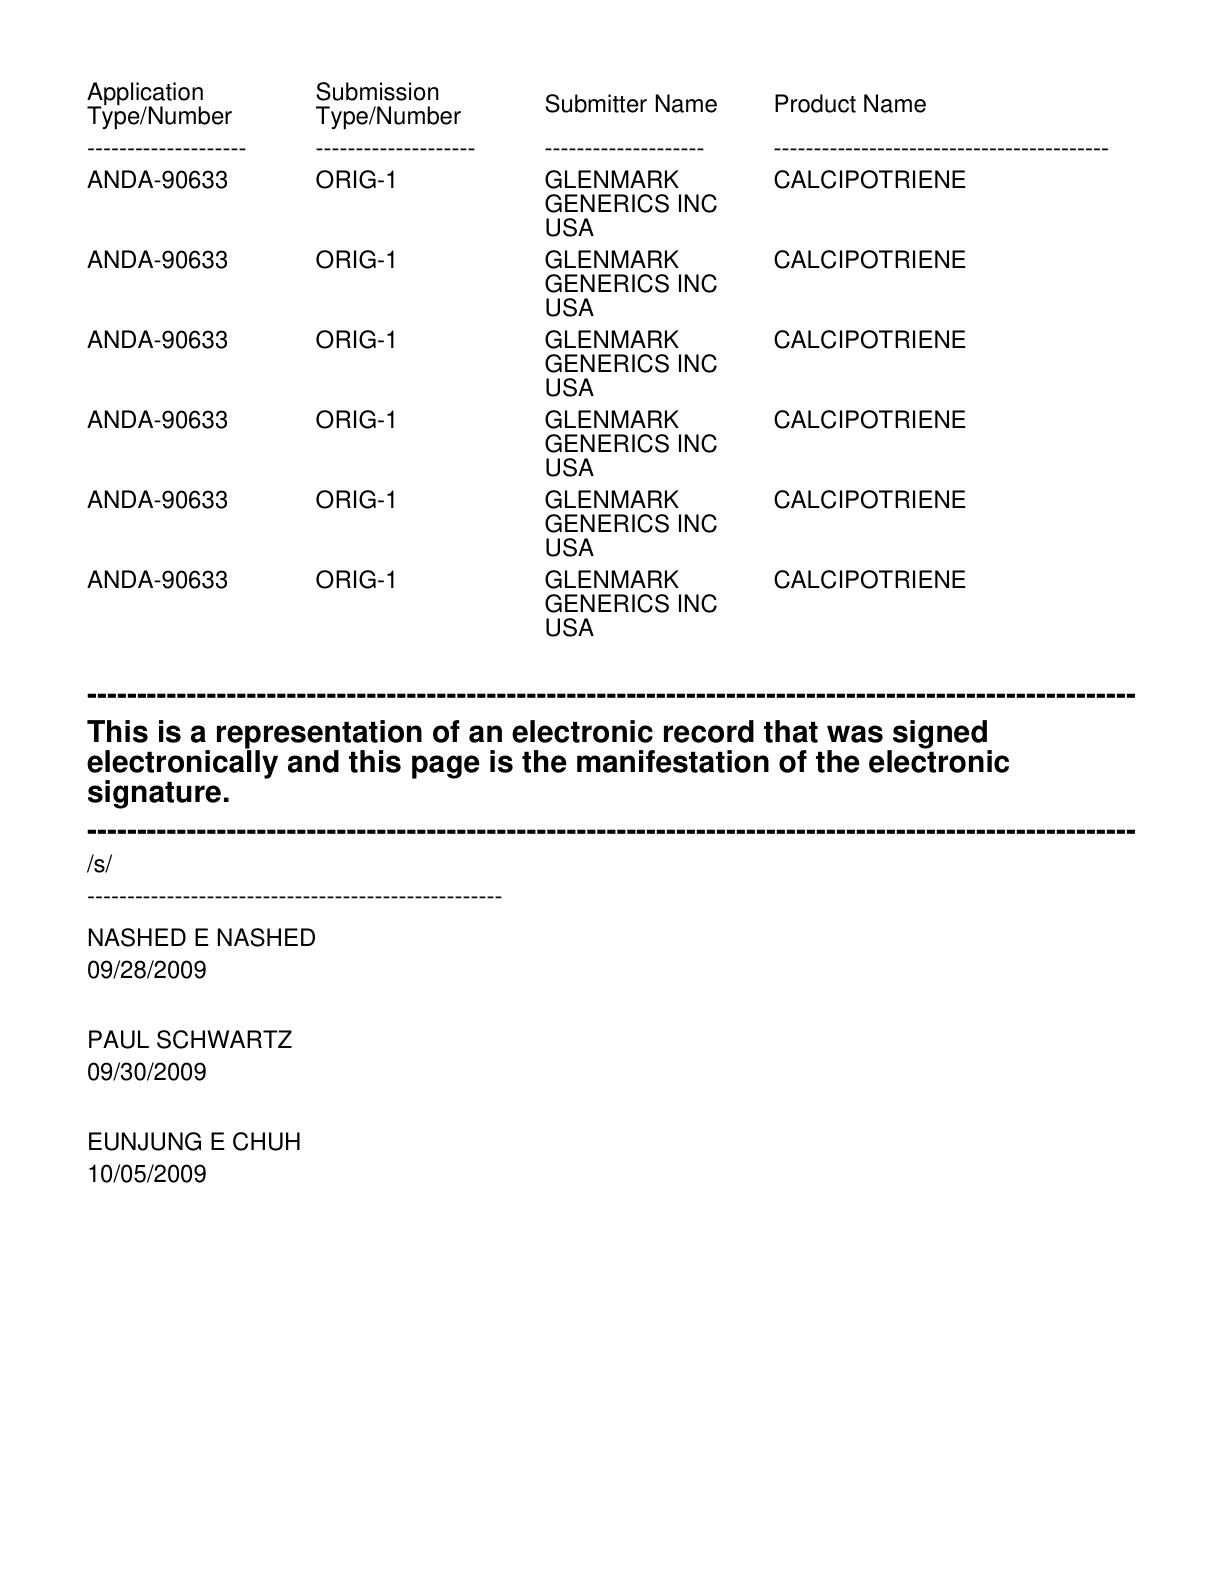 Application Type/Number Submission Type/Number Submitter Name Product Name
-------------------- -------------------- -------------------- ------------------------------------------
ANDA-90633 ORIG-1 GLENMARK CALCIPOTRIENE
GENERICS INC
USA
ANDA-90633 ORIG-1 GLENMARK CALCIPOTRIENE
GENERICS INC
USA
ANDA-90633 ORIG-1 GLENMARK CALCIPOTRIENE
GENERICS INC
USA
ANDA-90633 ORIG-1 GLENMARK CALCIPOTRIENE
GENERICS INC
USA
ANDA-90633 ORIG-1 GLENMARK CALCIPOTRIENE
GENERICS INC
USA
ANDA-90633 ORIG-1 GLENMARK CALCIPOTRIENE
GENERICS INC
USA
---------------------------------------------------------------------------------------------------------
This is a representation of an electronic record that was signed
electronically and this page is the manifestation of the electronic
signature.
---------------------------------------------------------------------------------------------------------
/s/
----------------------------------------------------
NASHED E NASHED
09/28/2009
PAUL SCHWARTZ
09/30/2009
EUNJUNG E CHUH
10/05/2009